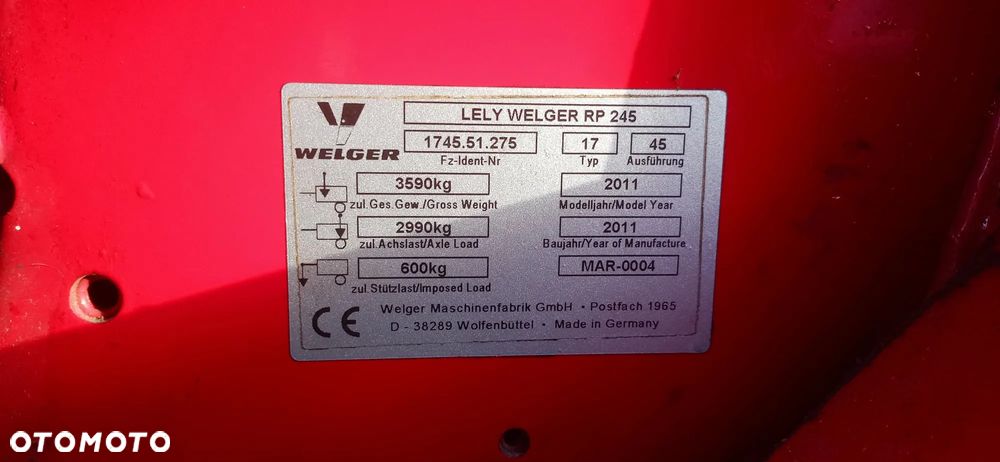 LELY WELGER RP 245
WELGER
1745.51.275 17 45
Fz-Ident-Nr Typ Ausführung
3590kg 2011
zul.Ges.Gew./Gross Weight Modelljahr/Model Year
2990kg 2011
zul.Achslast/Axle Load Baujahr/Year of Manufacture
600kg MAR-0004
zul.Stützlast/Imposed Load
CE Welger Maschinenfabrik GmbH • Postfach 1965
D - 38289 Wolfenbüttel • Made in Germany
OTOMOTO